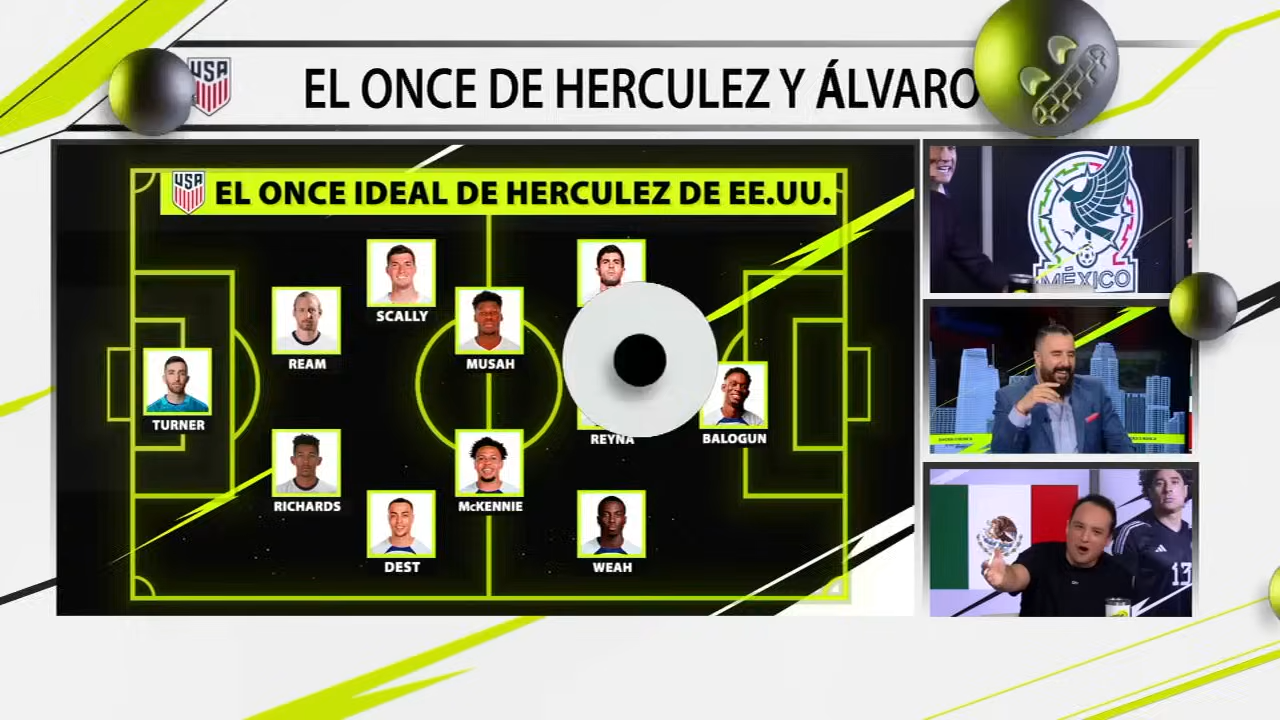 USA
EL ONCE DE HERCULEZ Y ÁLVARO
USA
EL ONCE IDEAL DE HERCULEZ DE EE.UU.
SCALLY
REAM
MUSAH
TURNER
REYNA
BALOGUN
RICHARDS
McKENNIE
DEST
WEAH
MÉXICO
13